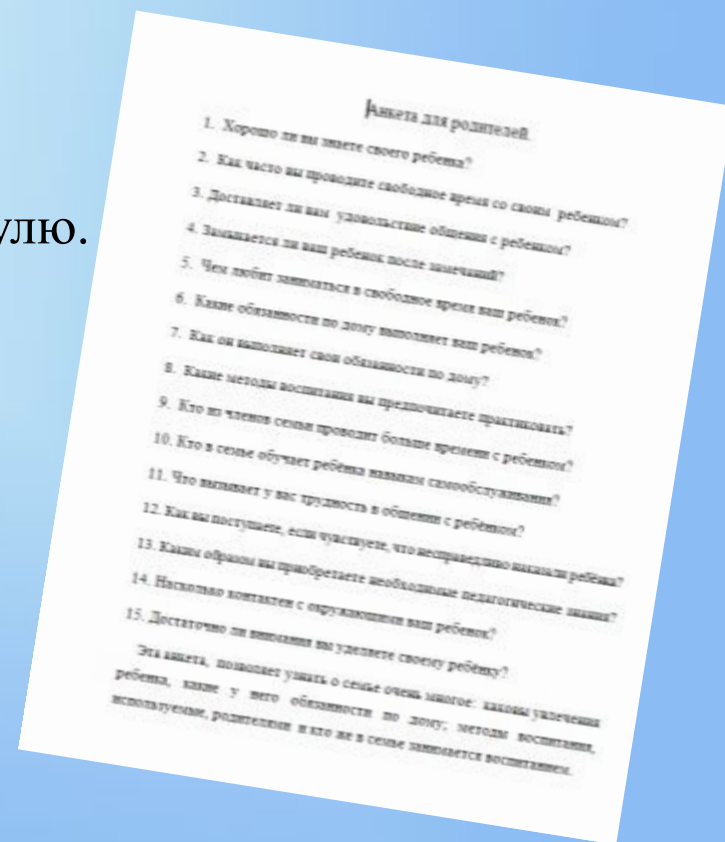 улю.
Анкета для родителей.
1. Хорошо ли вы знаете своего ребенка?
2. Как часто вы проводите свободное время со своим ребенком?
3. Доставляет ли вам удовольствие общения с ребенком?
4. Замыкается ли ваш ребенок после замечаний?
5. Чем любит заниматься в свободное время ваш ребенок?
6. Какие обязанности по дому выполняет ваш ребенок?
7. Как он выполняет свои обязанности по дому?
8. Какие методы воспитания вы предпочитаете практиковать?
9. Кто из членов семьи проводит больше времени с ребенком?
10. Кто в семье обучает ребёнка навыкам самообслуживания?
11. Что вызывает у вас трудность в общении с ребёнком?
12. Как вы поступаете, если чувствуете, что несправедливо наказали ребёнка?
13. Каким образом вы приобретаете необходимые педагогические знания?
14. Насколько контактен с окружающими ваш ребенок?
15. Достаточно ли внимания вы уделяете своему ребёнку?
Эта анкета, позволяет узнать о семье очень многое: каковы увлечения
ребенка, какие у него обязанности по дому; методы воспитания,
используемые, родителями и кто же в семье занимается воспитанием.